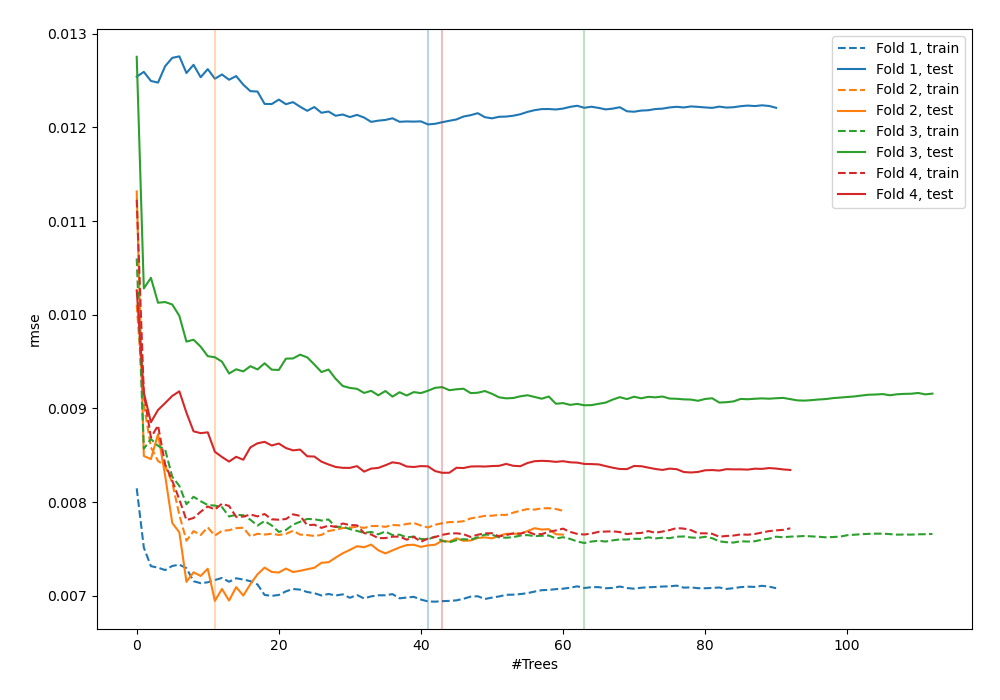 0.013
0.012
0.011
0.010
0.009
0.008
0.007
rmse
0 20 40 60 80 100
#Trees
Fold 1, train
Fold 1, test
Fold 2, train
Fold 2, test
Fold 3, train
Fold 3, test
Fold 4, train
Fold 4, test